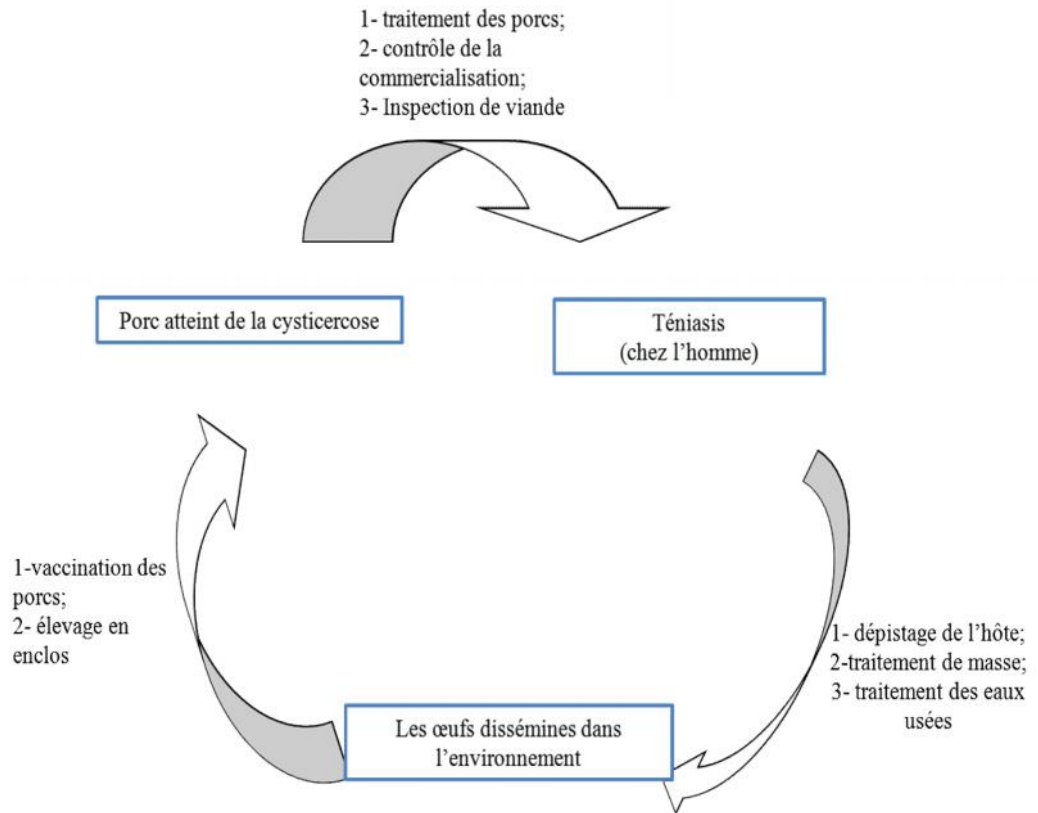 1- traitement des porcs;
2- contrôle de la
commercialisation;
3- Inspection de viande
Porc atteint de la cysticercose
Téniasis
(chez l’homme)
1-vaccination des
porcs;
2- élevage en
enclos
1- dépistage de l’hôte;
2-traitement de masse;
3- traitement des eaux
usées
Les œufs dissémines dans
l’environnement